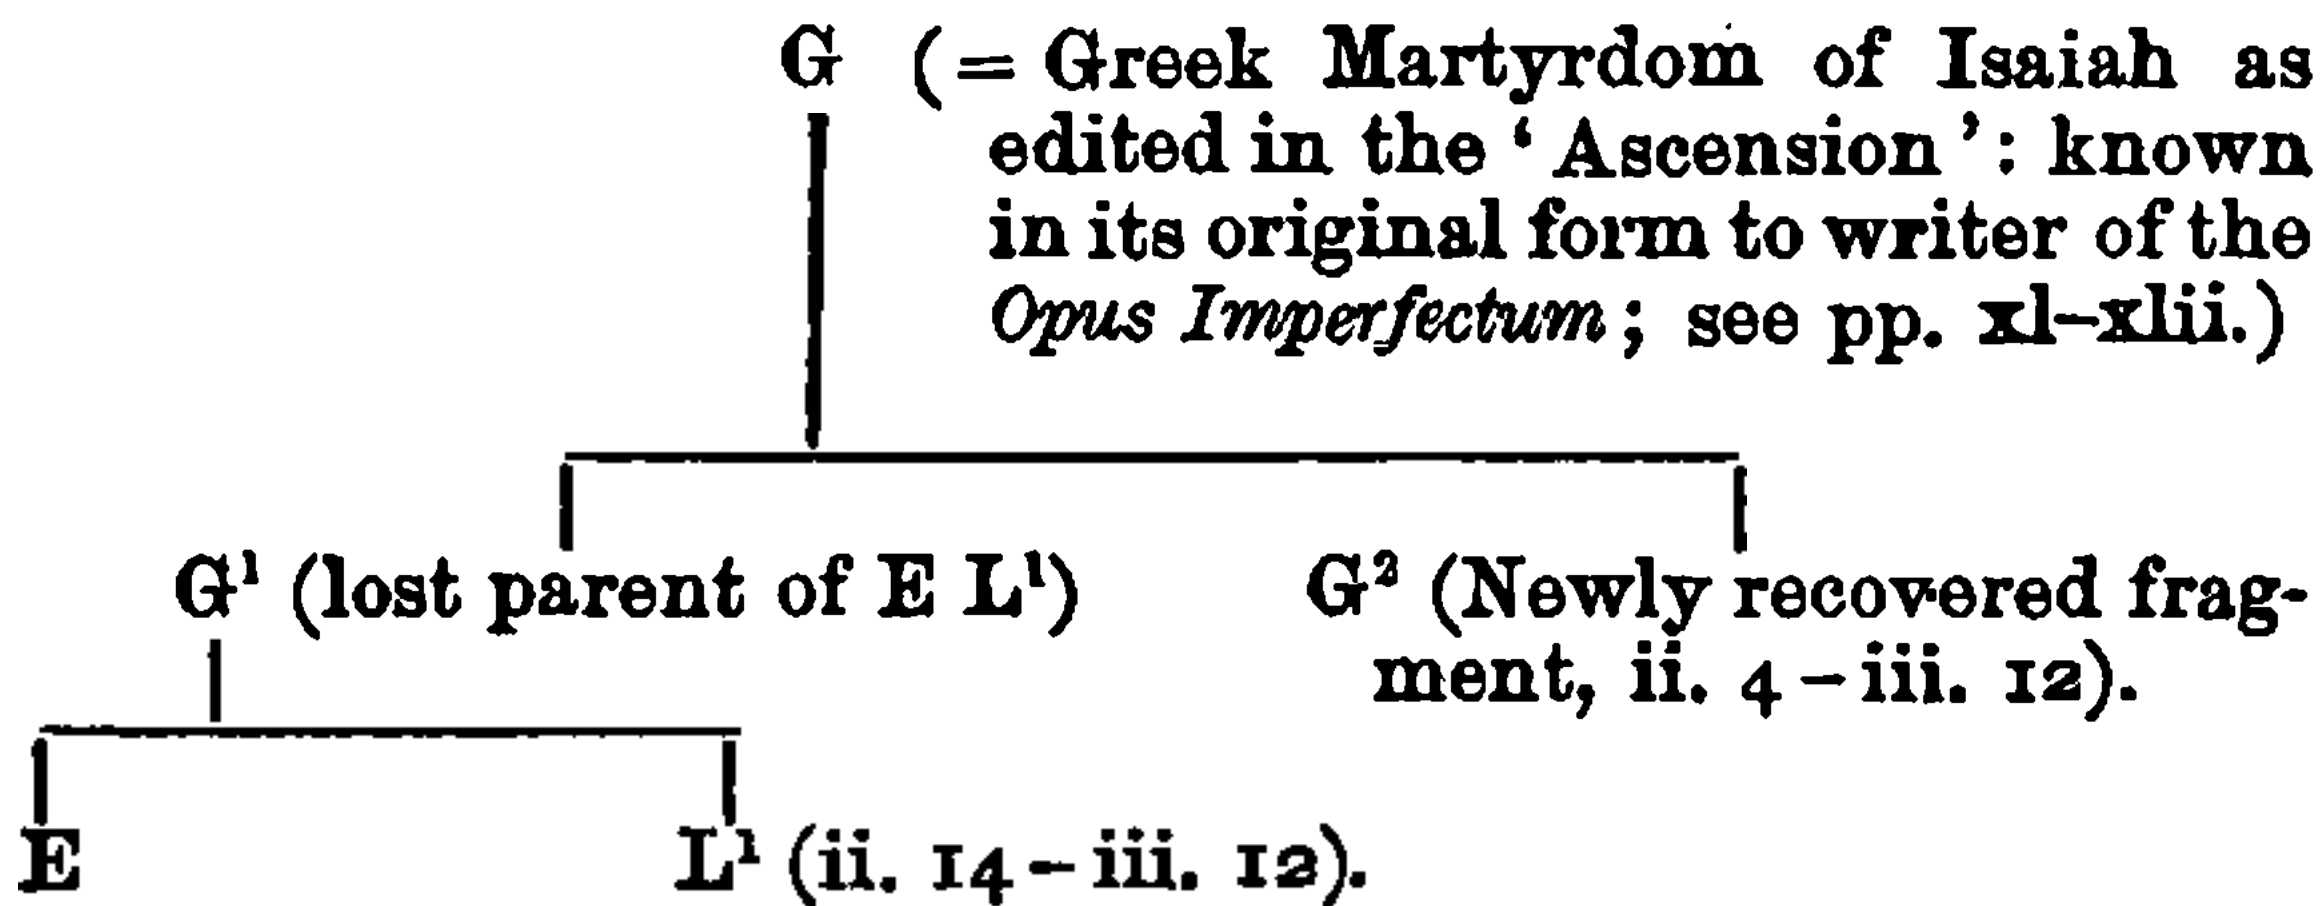 G (= Greek Martyrdom of Isaiah as
edited in the ‘Ascension’: known
in its original form to writer of the
Opus Imperfectum; see pp. xl–xlii.)
G¹ (lost parent of E L¹)
G² (Newly recovered frag-
ment, ii. 4 – iii. 12).
E
L¹ (ii. 14 – iii. 12).